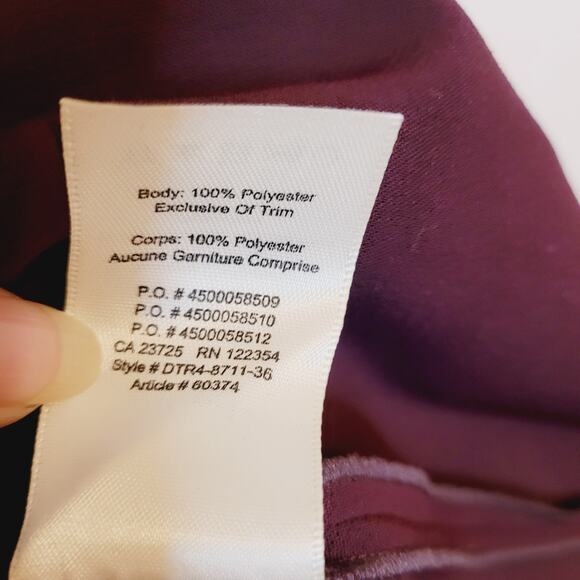 Body: 100% Polyester
Exclusive Of Trim
Corps: 100% Polyester
Aucune Garniture Comprise
P.O. # 4500058509
P.O. # 4500058510
P.O. # 4500058512
CA 23725 RN 122354
Style # DTR4-8711-36
Article # 60374